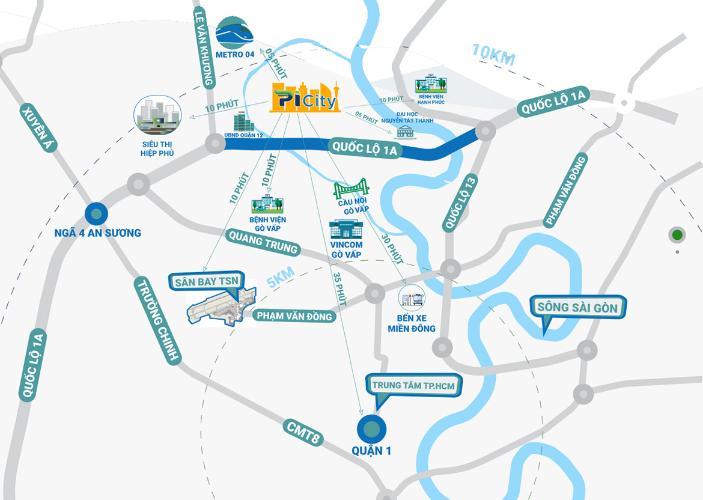 LÊ VĂN KHƯƠNG
METRO 04
05 PHÚT
10KM
XUYÊN Á
10 PHÚT
PiCity
10 PHÚT
BỆNH VIỆN
HẠNH PHÚC
QUỐC LỘ 1A
SIÊU THỊ
HIỆP PHÚ
UBND QUẬN 12
05 PHÚT
ĐẠI HỌC
NGUYỄN TẤT THÀNH
QUỐC LỘ 1A
10 PHÚT
10 PHÚT
QUỐC LỘ 13
PHẠM VĂN ĐỒNG
NGÃ 4 AN SƯƠNG
BỆNH VIỆN
GÒ VẤP
CẦU NỔI
GÒ VẤP
VINCOM
GÒ VẤP
30 PHÚT
QUANG TRUNG
5KM
35 PHÚT
SÂN BAY TSN
PHẠM VĂN ĐỒNG
BẾN XE
MIỀN ĐÔNG
SÔNG SÀI GÒN
TRƯỜNG CHINH
QUỐC LỘ 1A
TRUNG TÂM TP.HCM
CMT8
QUẬN 1